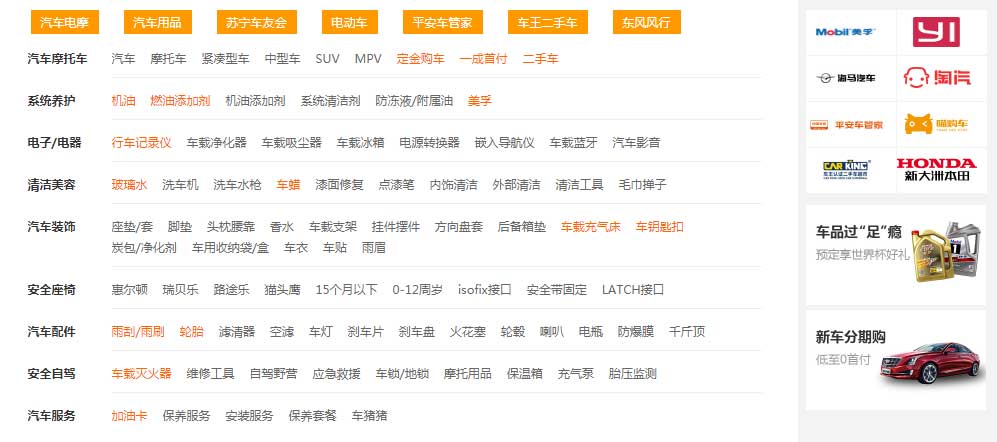 汽车电摩 汽车用品 苏宁车友会 电动车 平安车管家 车王二手车 东风风行
汽车摩托车 汽车 摩托车 紧凑型车 中型车 SUV MPV 定金购车 一成首付 二手车
系统养护 机油 燃油添加剂 机油添加剂 系统清洁剂 防冻液/附属油 美孚
电子/电器 行车记录仪 车载净化器 车载吸尘器 车载冰箱 电源转换器 嵌入导航仪 车载蓝牙 汽车影音
清洁美容 玻璃水 洗车机 洗车水枪 车蜡 漆面修复 点漆笔 内饰清洁 外部清洁 清洁工具 毛巾掸子
汽车装饰 座垫/套 脚垫 头枕腰靠 香水 车载支架 挂件摆件 方向盘套 后备箱垫 车载充气床 车钥匙扣
炭包/净化剂 车用收纳袋/盒 车衣 车贴 雨眉
安全座椅 惠尔顿 瑞贝乐 路途乐 猫头鹰 15个月以下 0-12周岁 isofix接口 安全带固定 LATCH接口
汽车配件 雨刮/雨刷 轮胎 滤清器 空滤 车灯 刹车片 刹车盘 火花塞 轮毂 喇叭 电瓶 防爆膜 千斤顶
安全自驾 车载灭火器 维修工具 自驾野营 应急救援 车锁/地锁 摩托用品 保温箱 充气泵 胎压监测
汽车服务 加油卡 保养服务 安装服务 保养套餐 车猪猪
Mobil 美孚 YI
海马汽车 淘汽
平安车管家 喵购车
CAR KING HONDA
车王认证二手车超市 新大洲本田
车品过“足”瘾
预定享世界杯好礼
新车分期购
低至0首付